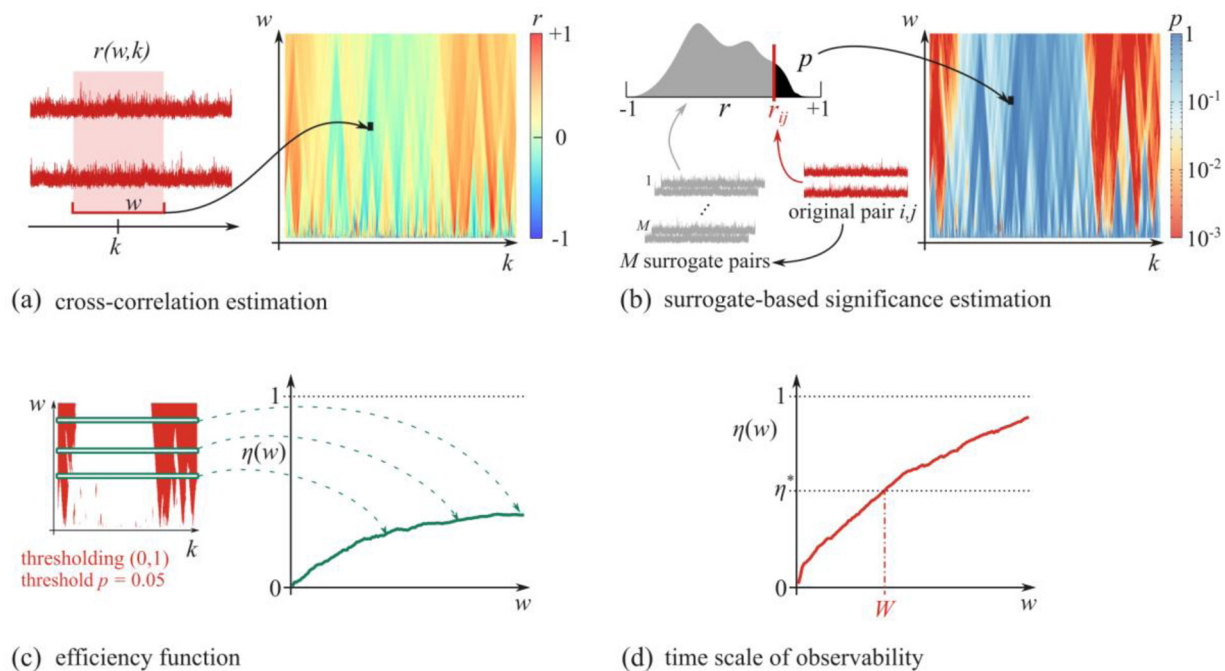 r(w,k)
w
k
w
k
r
+1
0
-1
(a) cross-correlation estimation
-1
r
r_ij
+1
p
1
⋮
M
M surrogate pairs
original pair i,j
w
k
p
1
10^-1
10^-2
10^-3
(b) surrogate-based significance estimation
w
k
thresholding (0,1)
threshold p = 0.05
1
η(w)
0
w
(c) efficiency function
1
η(w)
η*
0
W
w
(d) time scale of observability